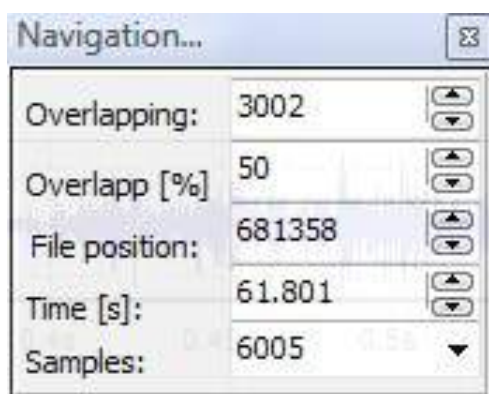 Navigation...
Overlapping: 3002
Overlapp [%] 50
File position: 681358
Time [s]: 61.801
Samples: 6005